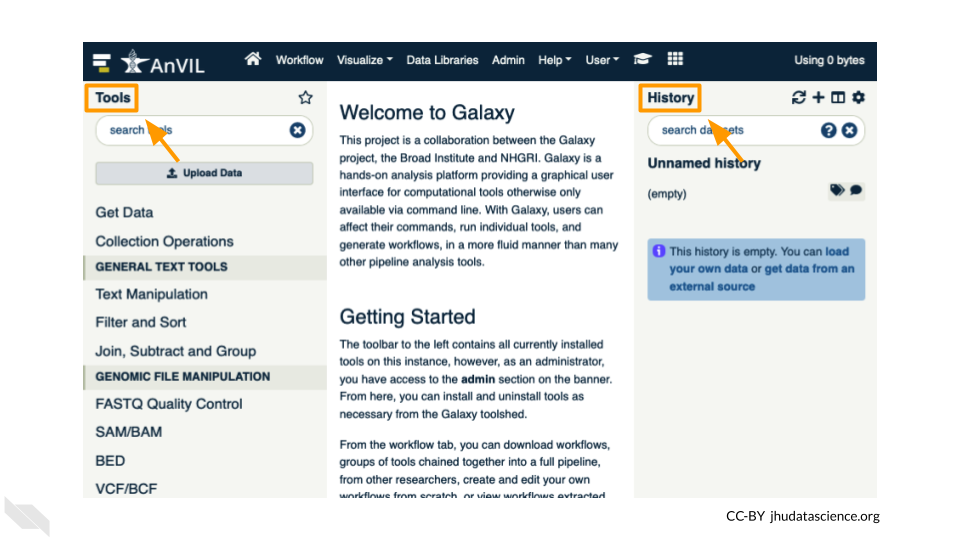 AnVIL
Workflow Visualize Data Libraries Admin Help User Using 0 bytes
Tools
search tools
Upload Data
Get Data
Collection Operations
GENERAL TEXT TOOLS
Text Manipulation
Filter and Sort
Join, Subtract and Group
GENOMIC FILE MANIPULATION
FASTQ Quality Control
SAM/BAM
BED
VCF/BCF
Welcome to Galaxy
This project is a collaboration between the Galaxy
project, the Broad Institute and NHGRI. Galaxy is a
hands-on analysis platform providing a graphical user
interface for computational tools otherwise only
available via command line. With Galaxy, users can
affect their commands, run individual tools, and
generate workflows, in a more fluid manner than many
other pipeline analysis tools.
Getting Started
The toolbar to the left contains all currently installed
tools on this instance, however, as an administrator,
you have access to the admin section on the banner.
From here, you can install and uninstall tools as
necessary from the Galaxy toolshed.
From the workflow tab, you can download workflows,
groups of tools chained together into a full pipeline,
from other researchers, create and edit your own
workflows from scratch, or view workflows extracted
History
search datasets
Unnamed history
(empty)
This history is empty. You can load
your own data or get data from an
external source
CC-BY jhudatascience.org